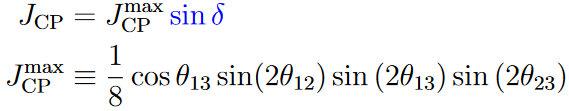 J_CP = J_CP^max sin δ
J_CP^max ≡ 1/8 cos θ_13 sin(2θ_12) sin (2θ_13) sin (2θ_23)